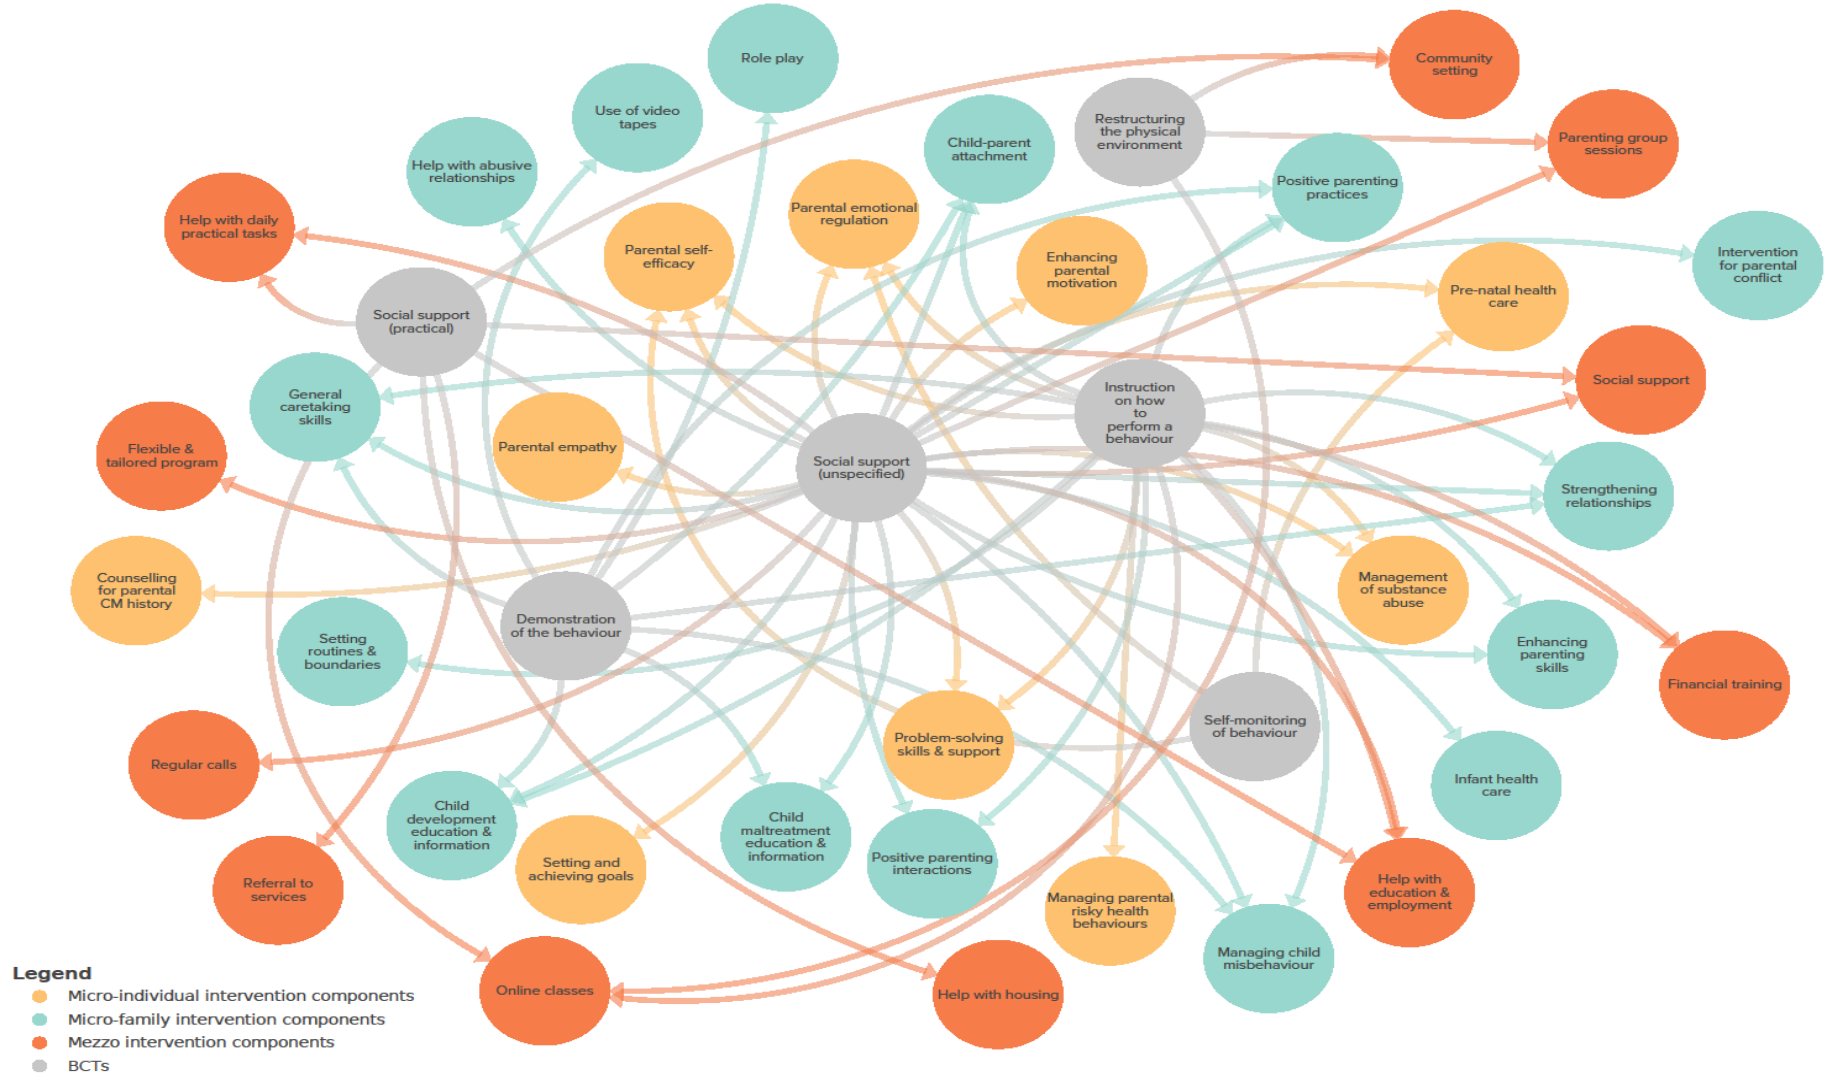 Role play
Community
setting
Use of video
tapes
Restructuring
the physical
environment
Parenting group
sessions
Child-parent
attachment
Help with abusive
relationships
Positive parenting
practices
Help with daily
practical tasks
Parental emotional
regulation
Parental self-
efficacy
Enhancing
parental
motivation
Intervention
for parental
conflict
Pre-natal health
care
Social support
(practical)
Social support
General
caretaking
skills
Instruction
on how
to
perform a
behaviour
Flexible &
tailored program
Parental empathy
Social support
(unspecified)
Strengthening
relationships
Counselling
for parental
CM history
Management
of substance
abuse
Demonstration
of the behaviour
Setting
routines &
boundaries
Enhancing
parenting
skills
Financial training
Self-monitoring
of behaviour
Problem-solving
skills & support
Regular calls
Infant health
care
Child
development
education &
information
Child
maltreatment
education &
information
Setting and
achieving goals
Positive parenting
interactions
Help with
education &
employment
Referral to
services
Managing parental
risky health
behaviours
Managing child
misbehaviour
Online classes
Help with housing
Legend
Micro-individual intervention components
Micro-family intervention components
Mezzo intervention components
BCTs